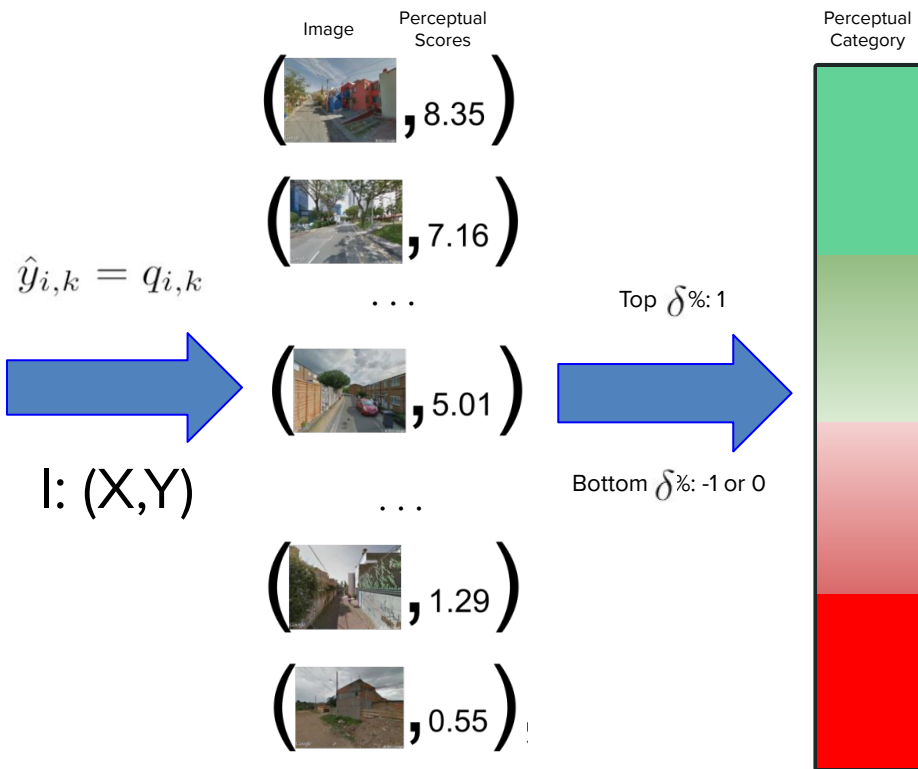 Image
Perceptual
Scores
Perceptual
Category
( , 8.35 )
( , 7.16 )
ŷ_{i,k} = q_{i,k}
. . .
Top δ%: 1
( , 5.01 )
I: (X,Y)
Bottom δ%: -1 or 0
. . .
( , 1.29 )
( , 0.55 )